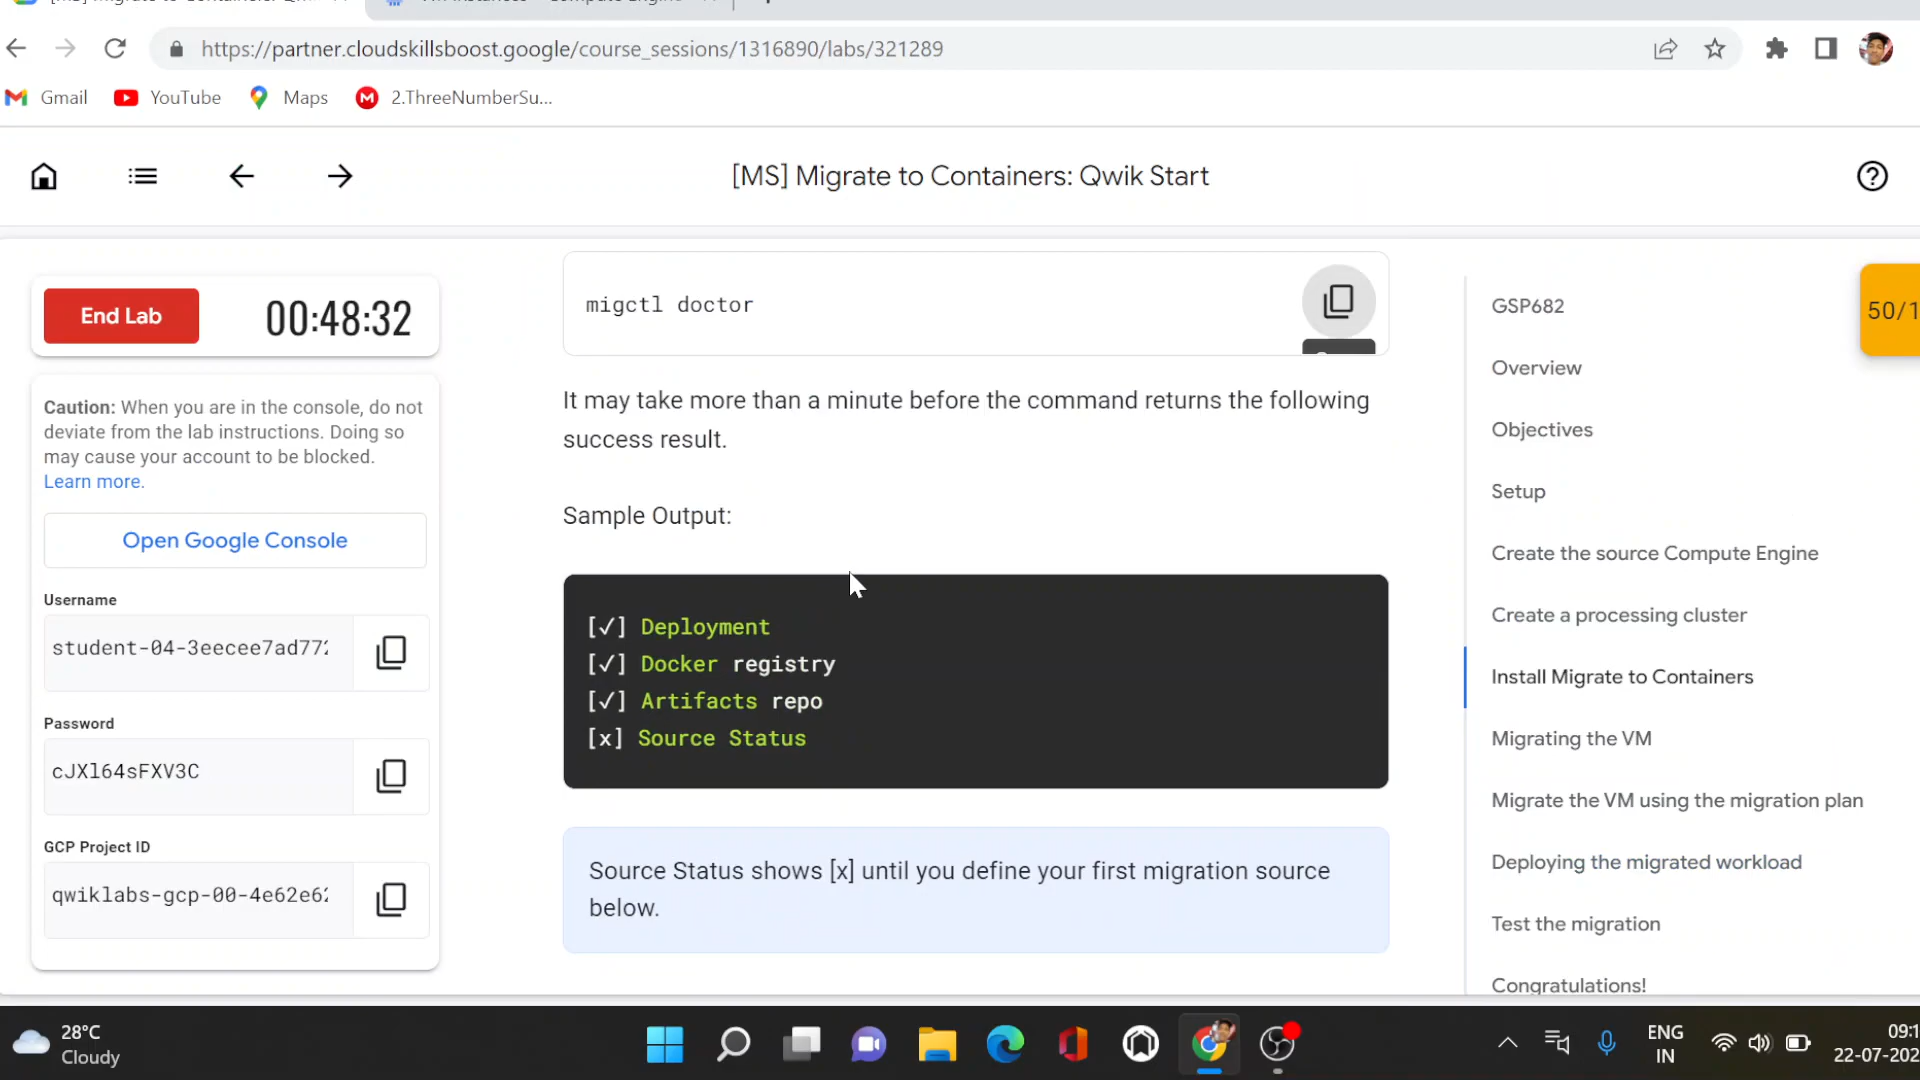 https://partner.cloudskillsboost.google/course_sessions/1316890/labs/321289
Gmail
YouTube
Maps
2.ThreeNumberSu...
[MS] Migrate to Containers: Qwik Start
End Lab
00:48:32
Caution: When you are in the console, do not
deviate from the lab instructions. Doing so
may cause your account to be blocked.
Learn more.
Open Google Console
Username
student-04-3eecee7ad772
Password
cJXl64sFXV3C
GCP Project ID
qwiklabs-gcp-00-4e62e62
migctl doctor
It may take more than a minute before the command returns the following
success result.
Sample Output:
[✓] Deployment
[✓] Docker registry
[✓] Artifacts repo
[x] Source Status
Source Status shows [x] until you define your first migration source
below.
GSP682
Overview
Objectives
Setup
Create the source Compute Engine
Create a processing cluster
Install Migrate to Containers
Migrating the VM
Migrate the VM using the migration plan
Deploying the migrated workload
Test the migration
Congratulations!
50/1
28°C
Cloudy
ENG
IN
09:1
22-07-202